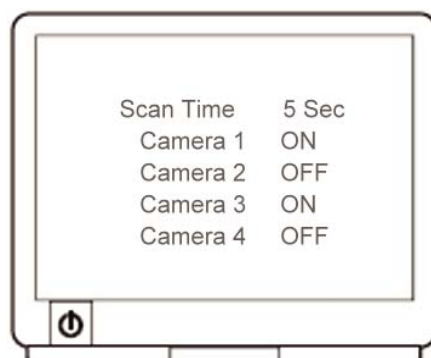 Scan Time 5 Sec
Camera 1 ON
Camera 2 OFF
Camera 3 ON
Camera 4 OFF